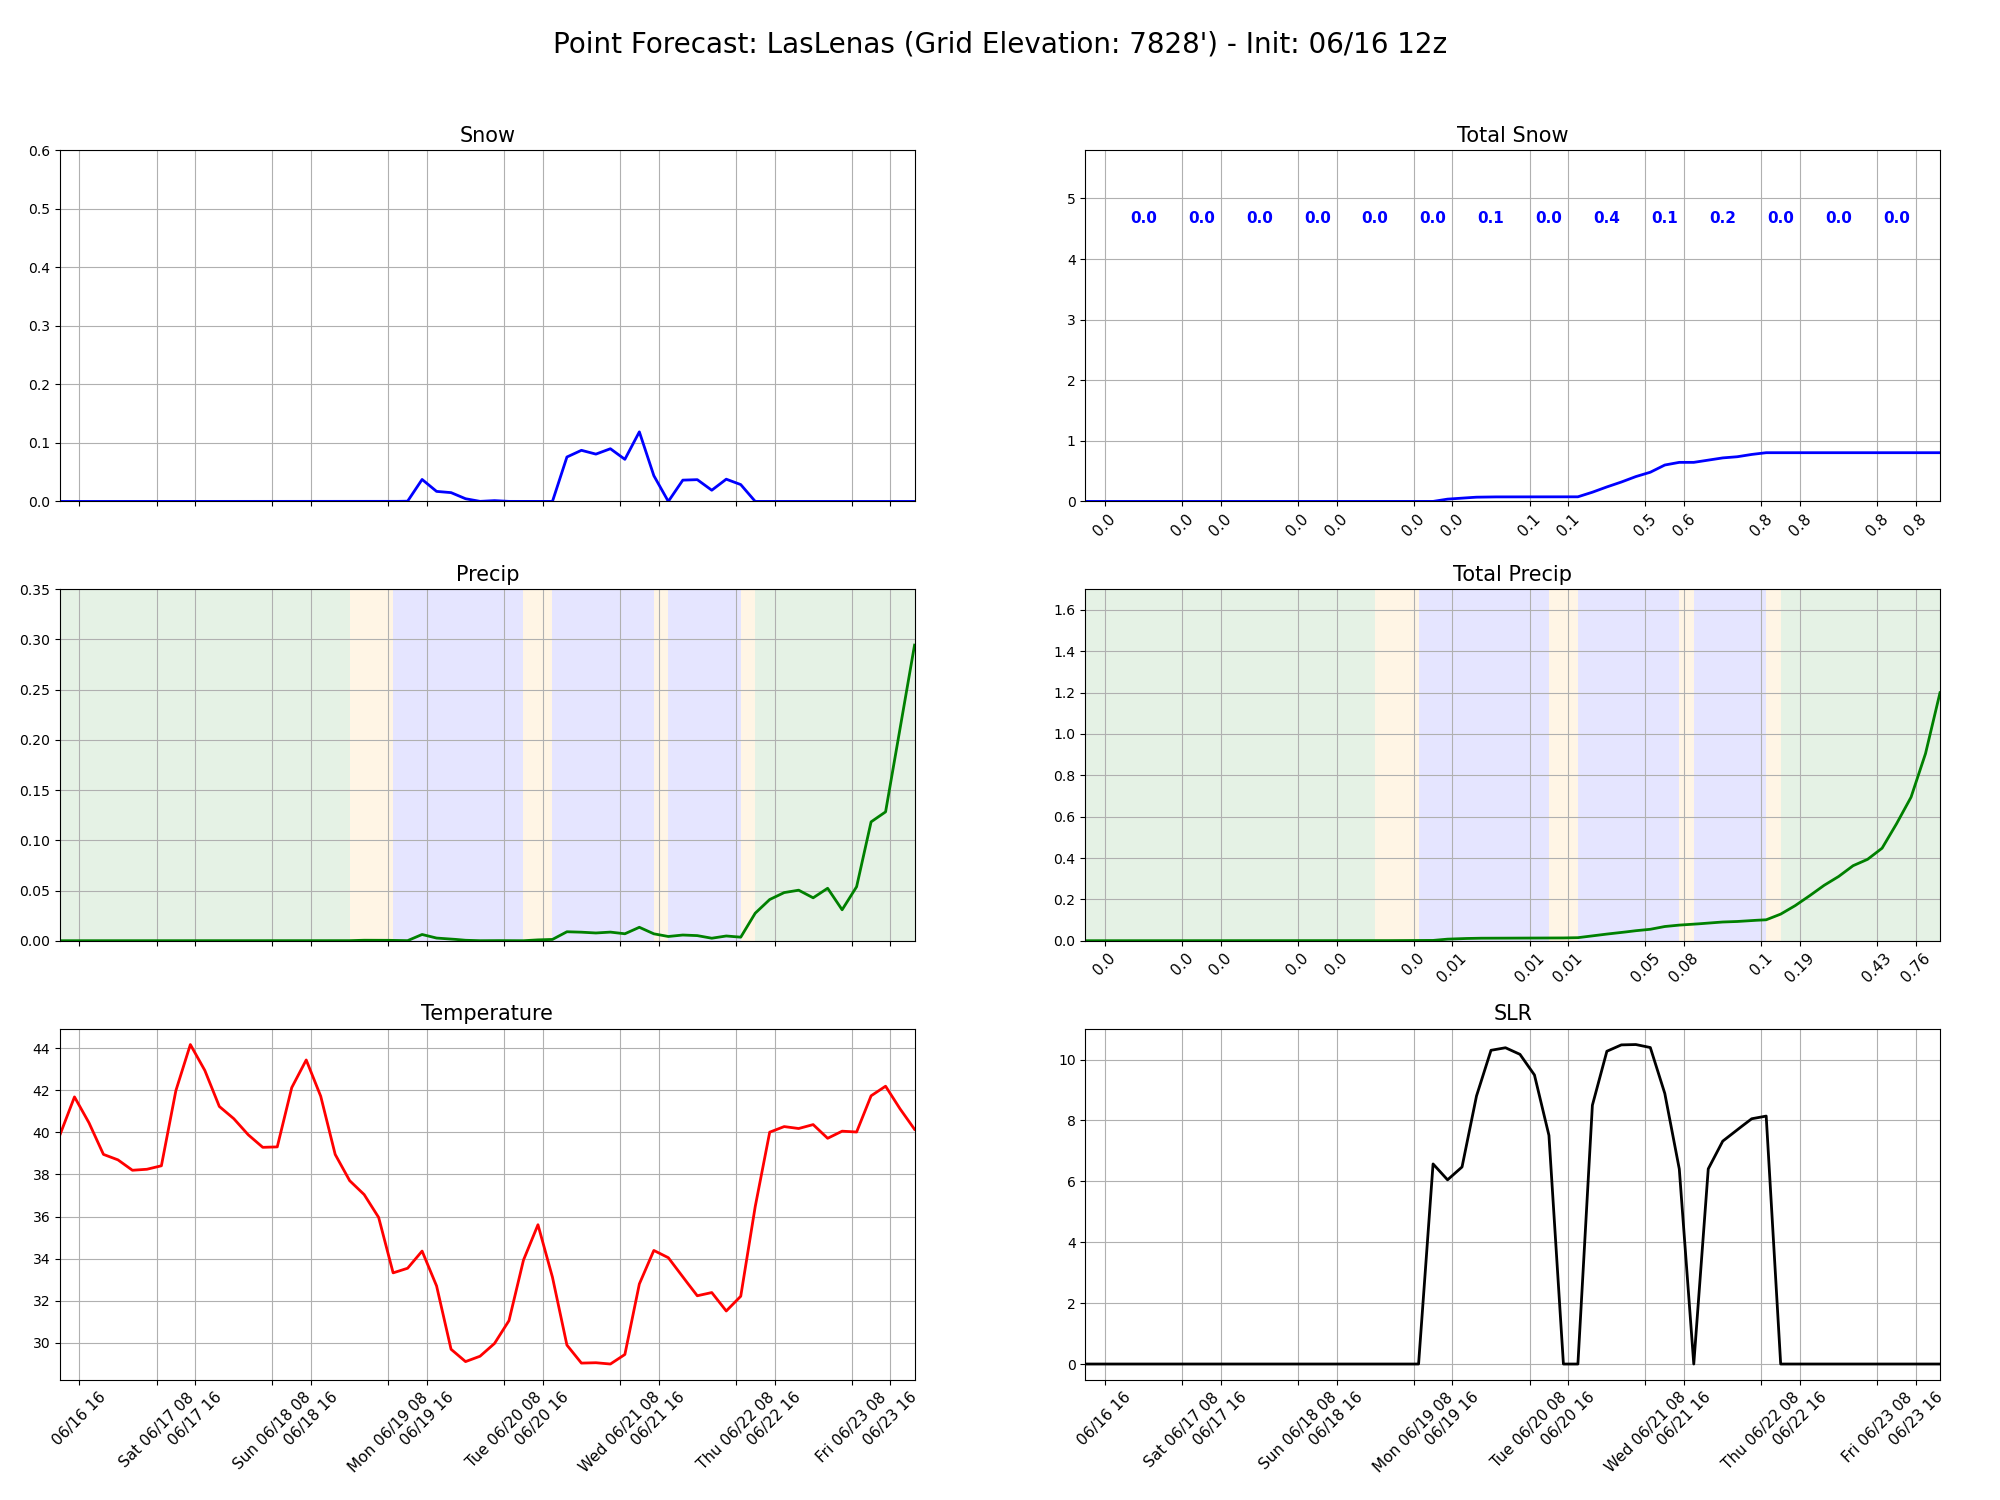 Point Forecast: LasLenas (Grid Elevation: 7828') - Init: 06/16 12z
Snow
0.6
0.5
0.4
0.3
0.2
0.1
0.0
Total Snow
5
4
3
2
1
0
0.0 0.0 0.0 0.0 0.0 0.0 0.1 0.0 0.4 0.1 0.2 0.0 0.0 0.0
0.0 0.0 0.0 0.0 0.0 0.0 0.0 0.1 0.1 0.5 0.6 0.8 0.8 0.8 0.8
Precip
0.35
0.30
0.25
0.20
0.15
0.10
0.05
0.00
Total Precip
1.6
1.4
1.2
1.0
0.8
0.6
0.4
0.2
0.0
0.0 0.0 0.0 0.0 0.0 0.0 0.01 0.01 0.01 0.05 0.08 0.1 0.19 0.43 0.76
Temperature
44
42
40
38
36
34
32
30
06/16 16
Sat 06/17 08
06/17 16
Sun 06/18 08
06/18 16
Mon 06/19 08
06/19 16
Tue 06/20 08
06/20 16
Wed 06/21 08
06/21 16
Thu 06/22 08
06/22 16
Fri 06/23 08
06/23 16
SLR
10
8
6
4
2
0
06/16 16
Sat 06/17 08
06/17 16
Sun 06/18 08
06/18 16
Mon 06/19 08
06/19 16
Tue 06/20 08
06/20 16
Wed 06/21 08
06/21 16
Thu 06/22 08
06/22 16
Fri 06/23 08
06/23 16